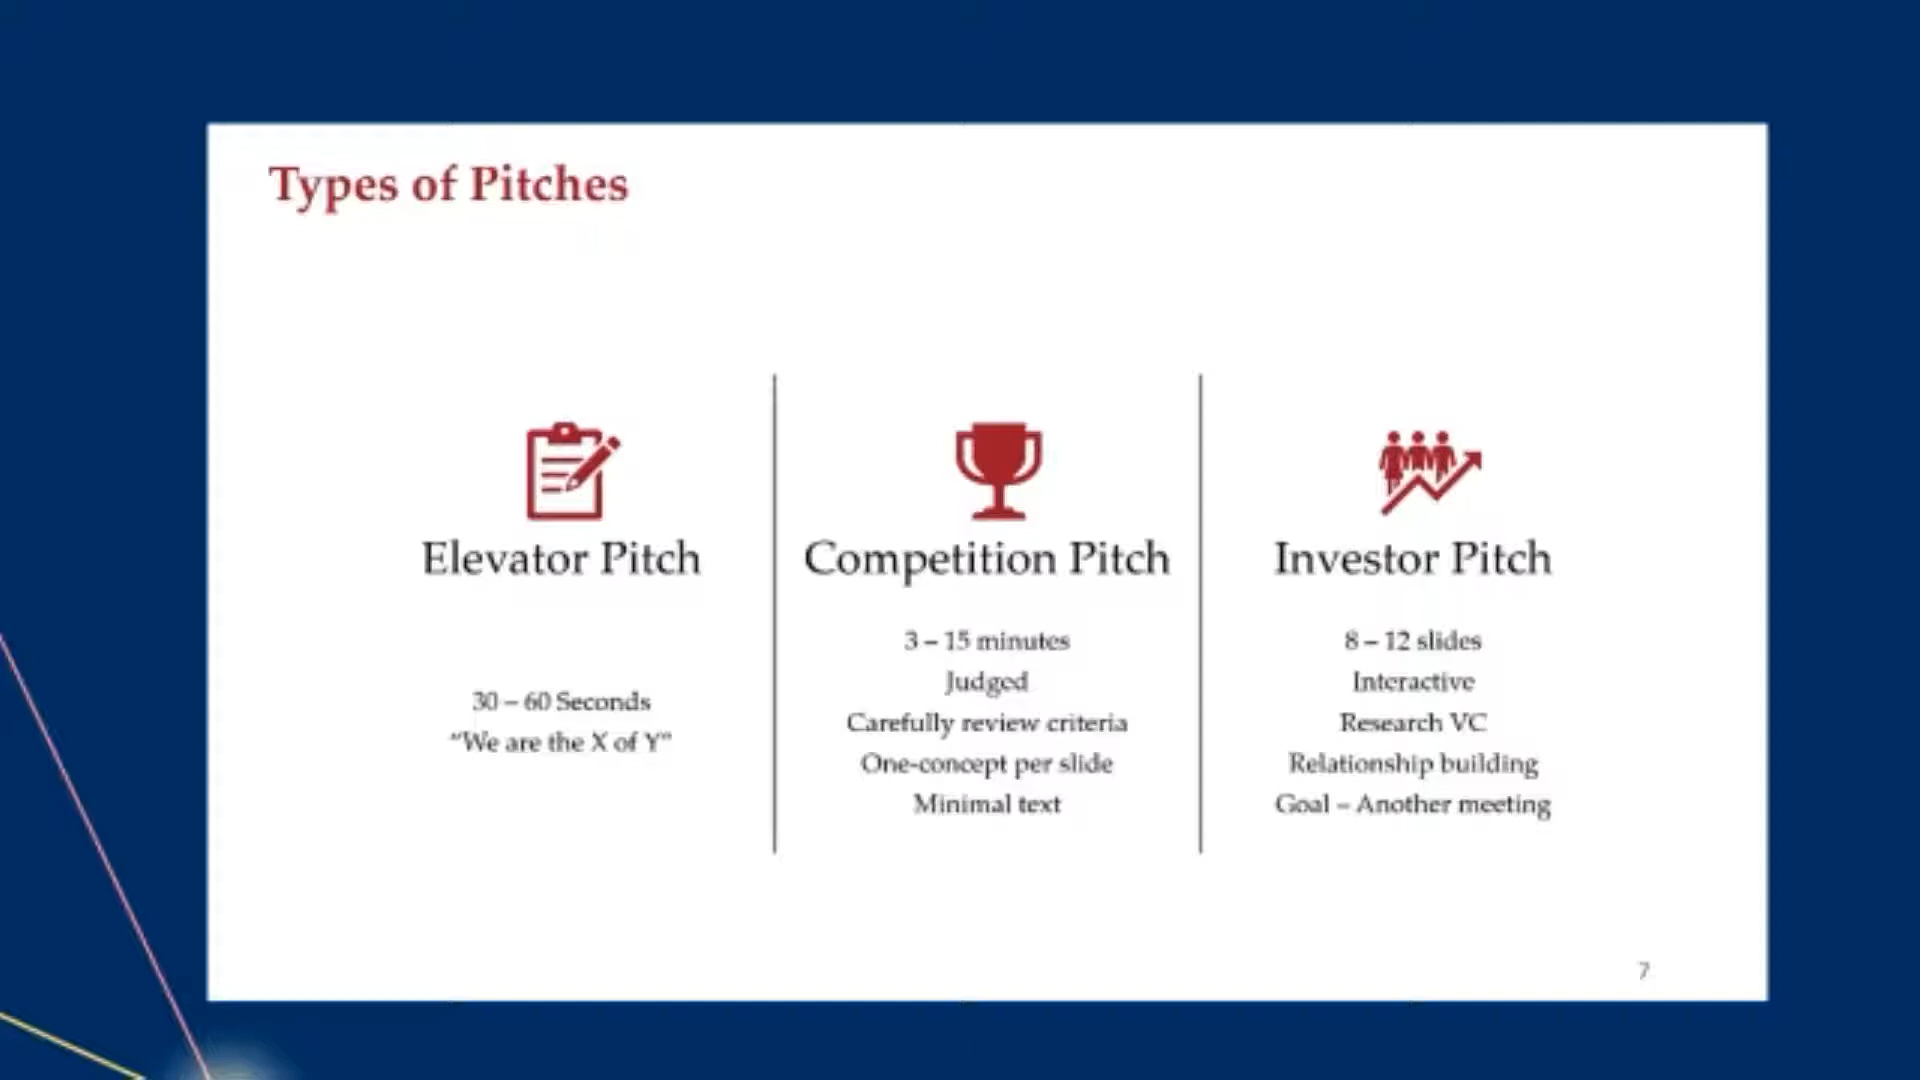 Types of Pitches
Elevator Pitch
30 – 60 Seconds
“We are the X of Y”
Competition Pitch
3 – 15 minutes
Judged
Carefully review criteria
One-concept per slide
Minimal text
Investor Pitch
8 – 12 slides
Interactive
Research VC
Relationship building
Goal – Another meeting
7